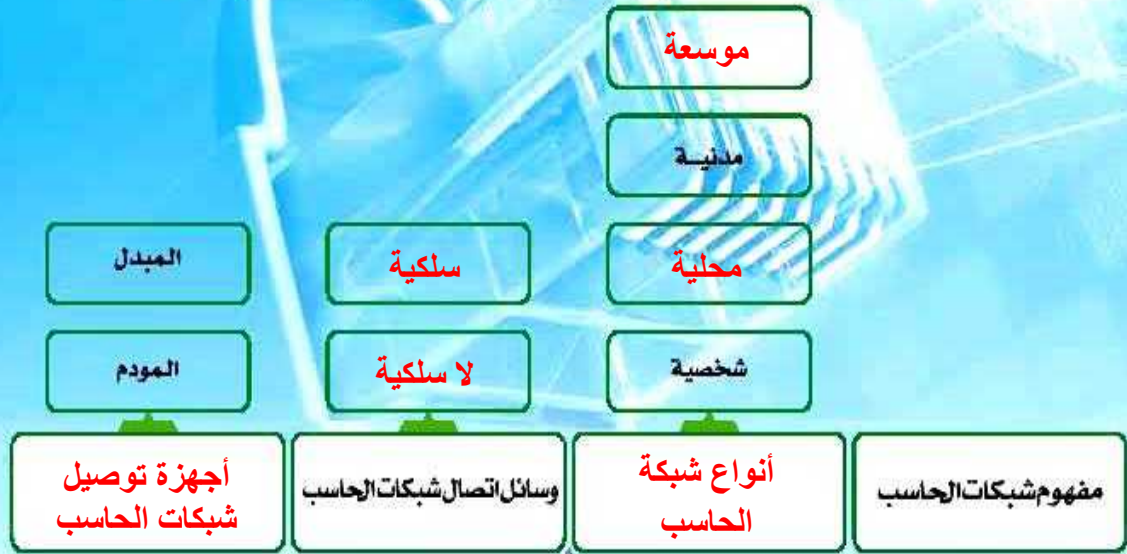 موسعة
مدنية
محلية
سلكية
المبدل
شخصية
لا سلكية
المودم
مفهوم شبكات الحاسب
أنواع شبكة
الحاسب
وسائل اتصال شبكات الحاسب
أجهزة توصيل
شبكات الحاسب